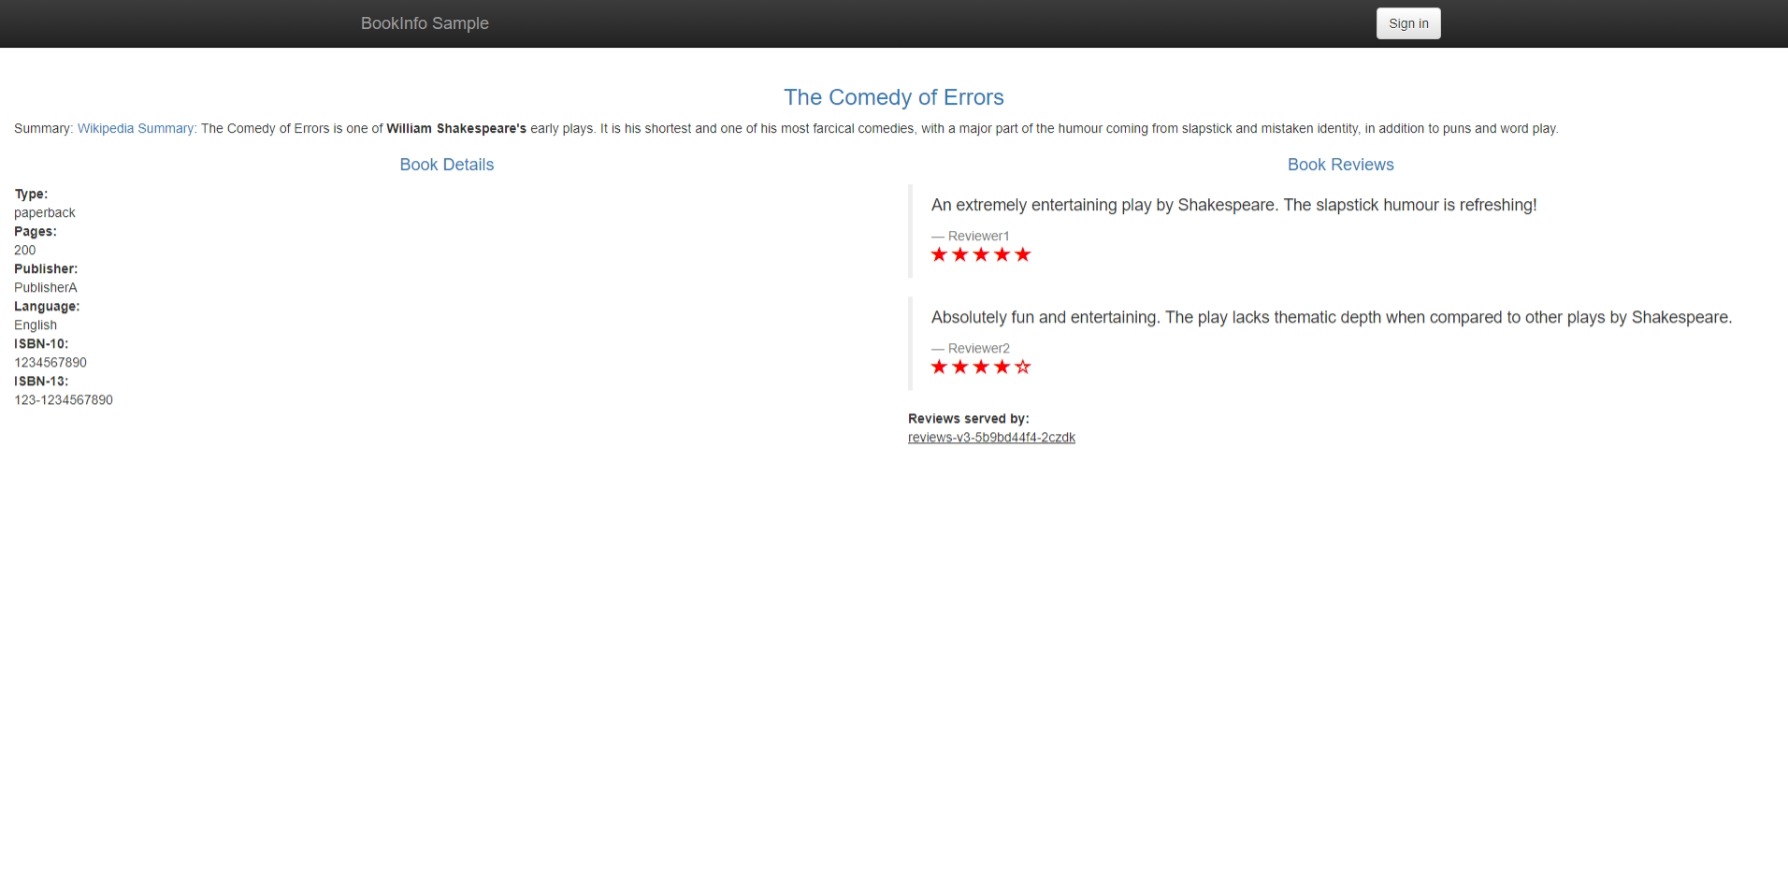 BookInfo Sample
Sign in
The Comedy of Errors
Summary: Wikipedia Summary: The Comedy of Errors is one of William Shakespeare's early plays. It is his shortest and one of his most farcical comedies, with a major part of the humour coming from slapstick and mistaken identity, in addition to puns and word play.
Book Details
Type:
paperback
Pages:
200
Publisher:
PublisherA
Language:
English
ISBN-10:
1234567890
ISBN-13:
123-1234567890
Book Reviews
An extremely entertaining play by Shakespeare. The slapstick humour is refreshing!
— Reviewer1
Absolutely fun and entertaining. The play lacks thematic depth when compared to other plays by Shakespeare.
— Reviewer2
Reviews served by:
reviews-v3-5b9bd44f4-2czdk